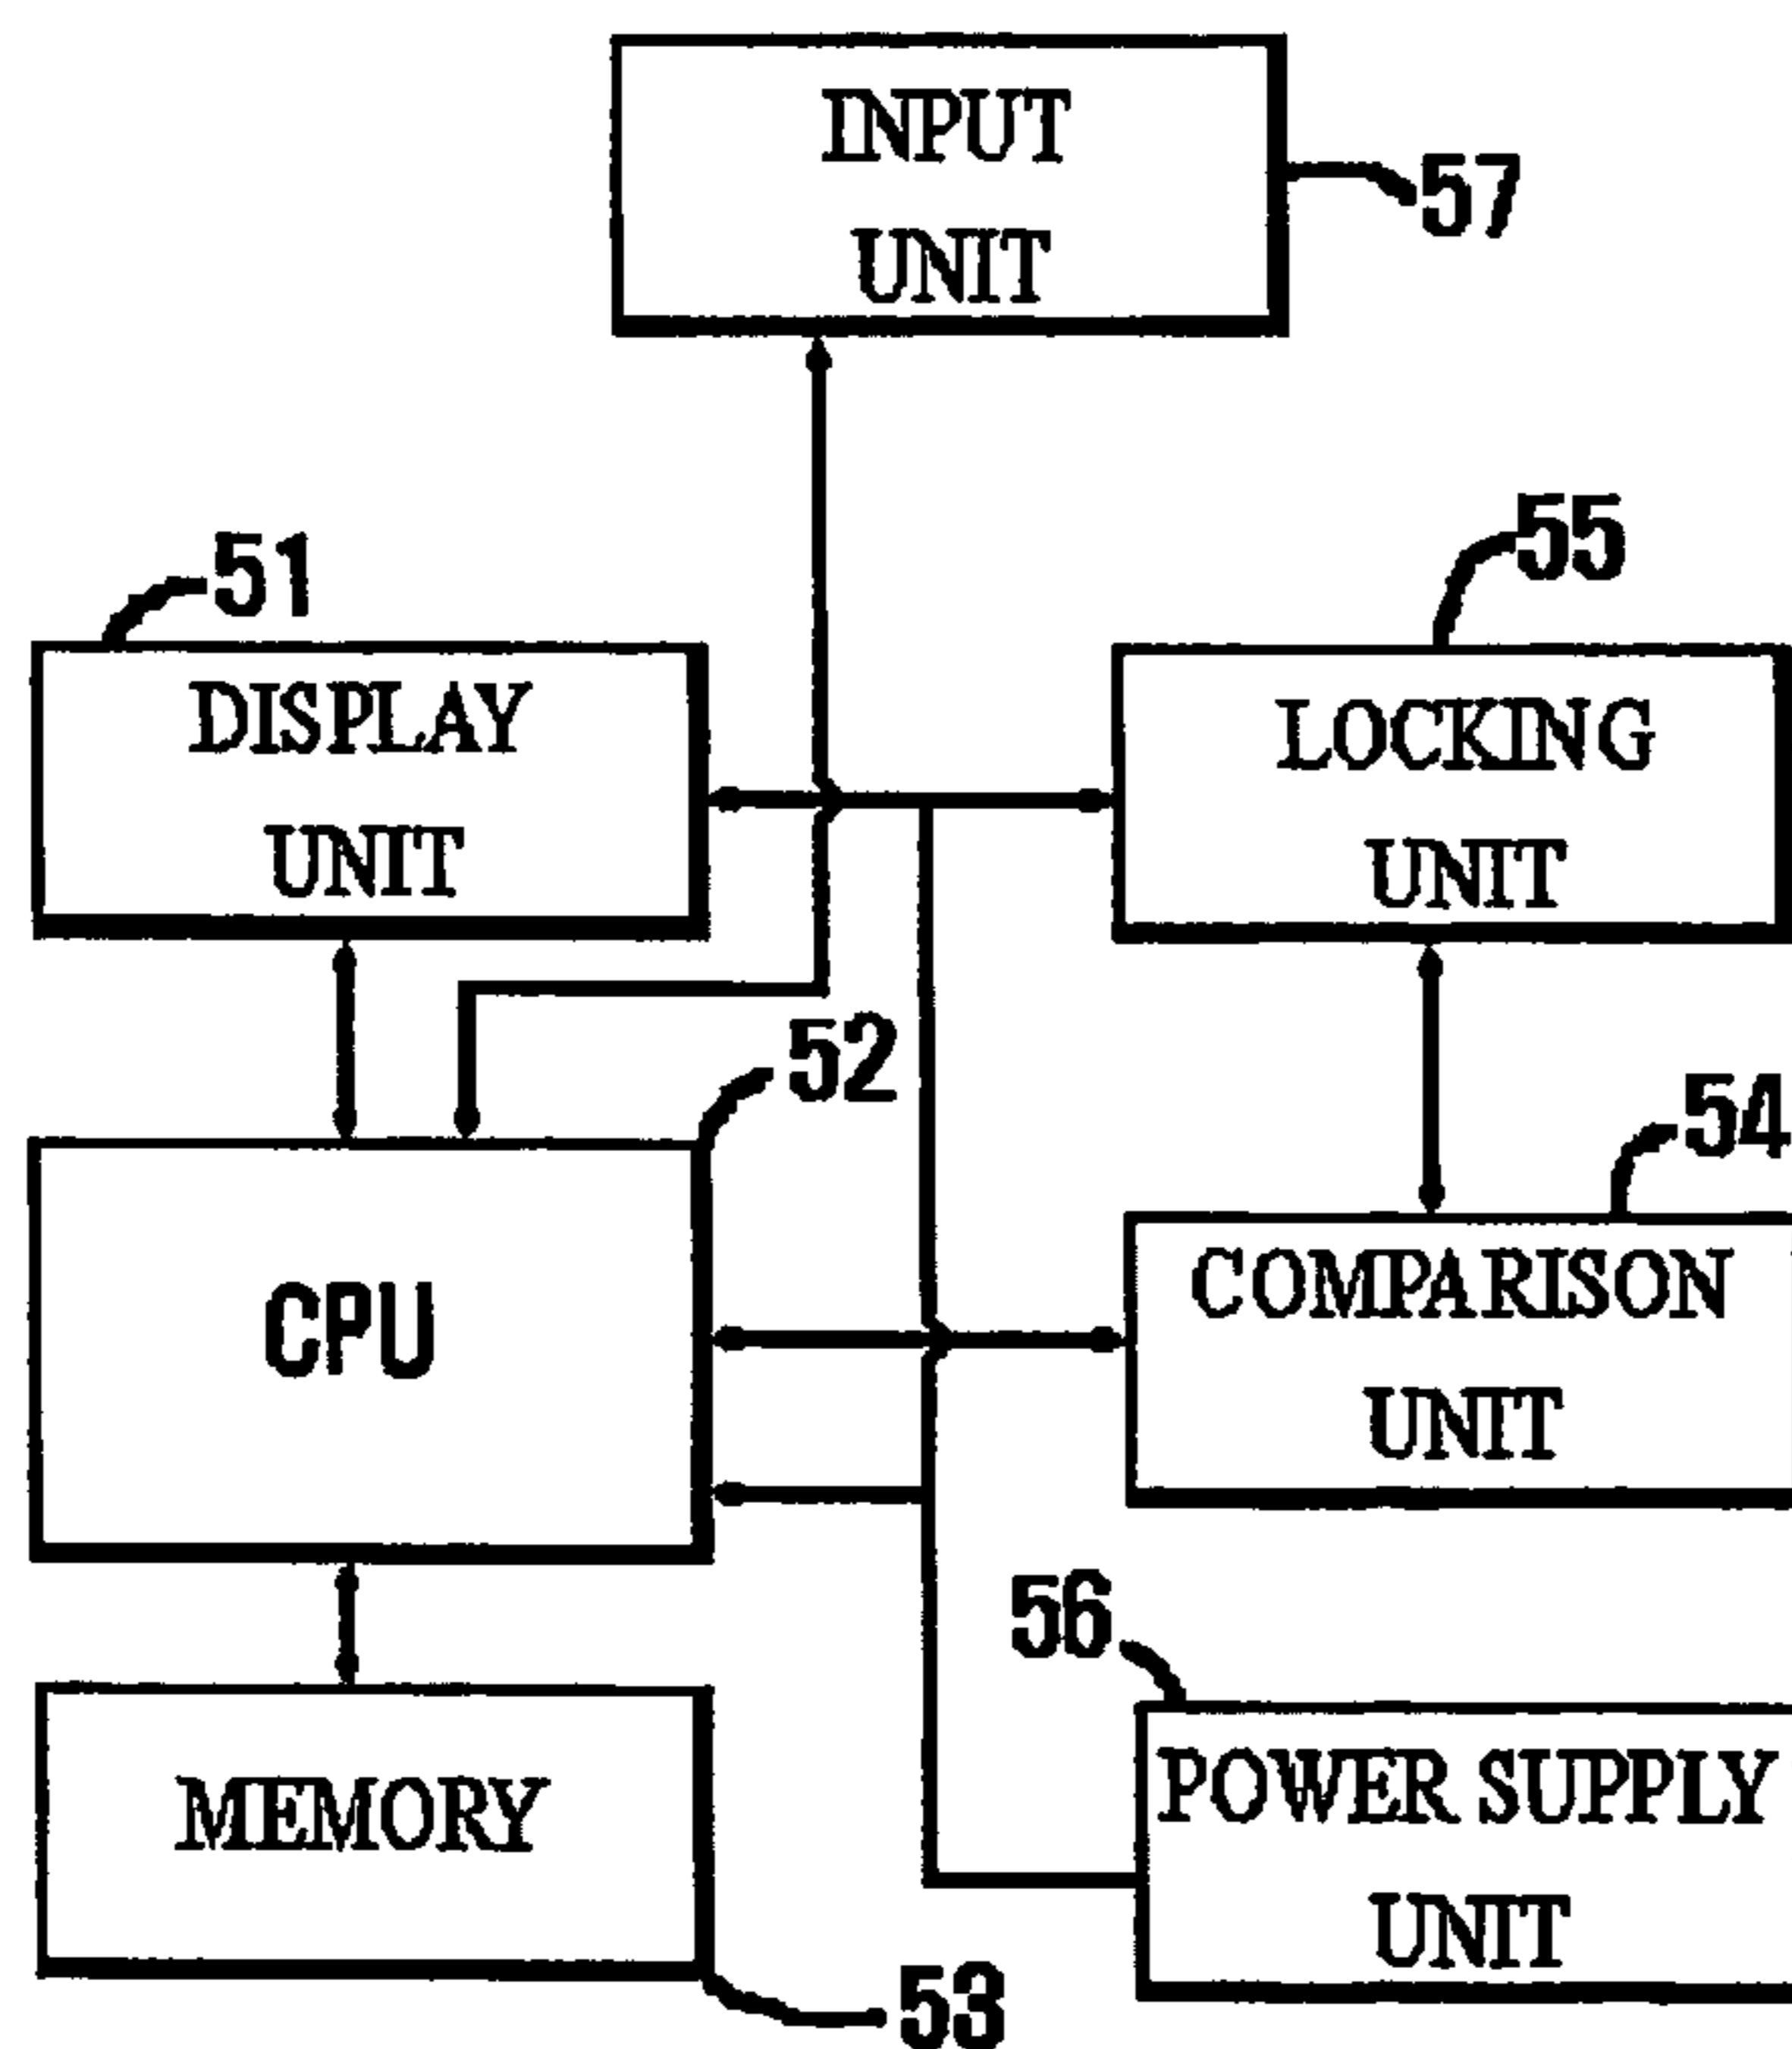 INPUT
UNIT
57
51
55
DISPLAY
UNIT
LOCKING
UNIT
52
54
CPU
COMPARISON
UNIT
56
MEMORY
POWER SUPPLY
UNIT
53